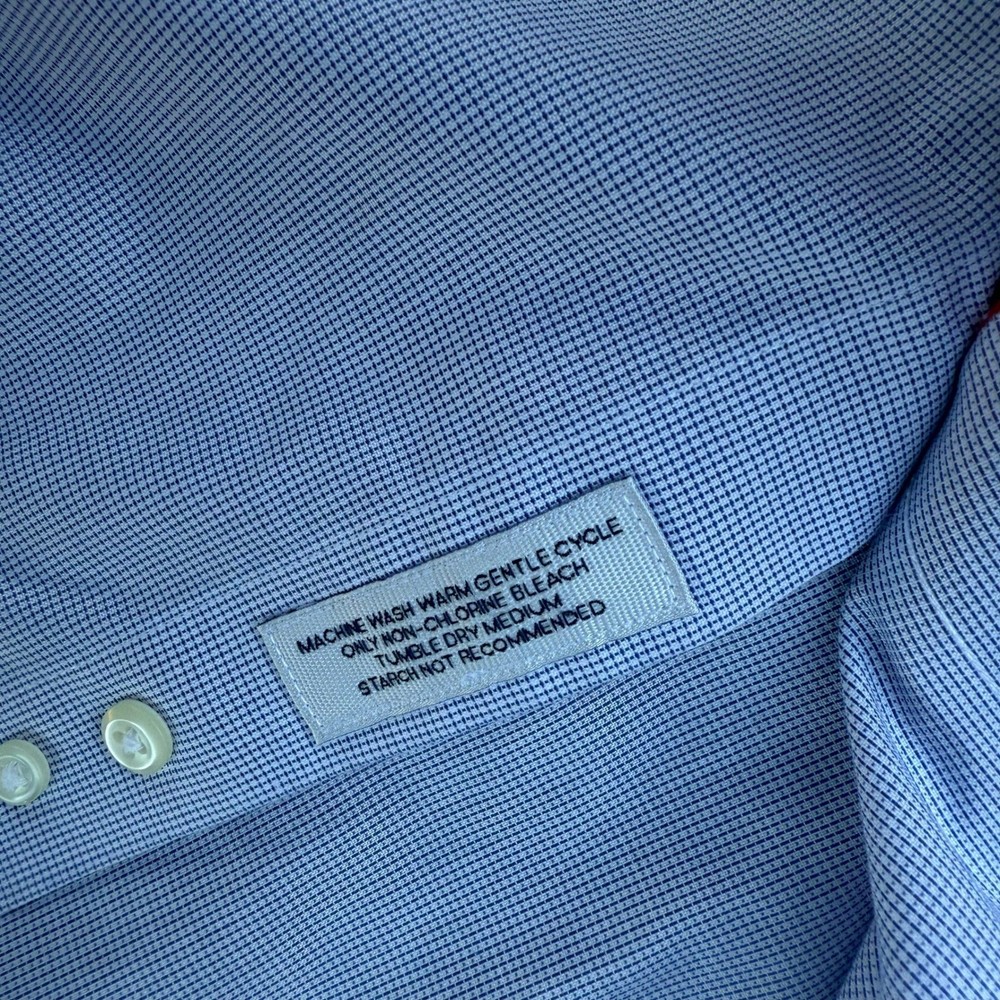 MACHINE WASH WARM GENTLE CYCLE
ONLY NON-CHLORINE BLEACH
TUMBLE DRY MEDIUM
STARCH NOT RECOMMENDED